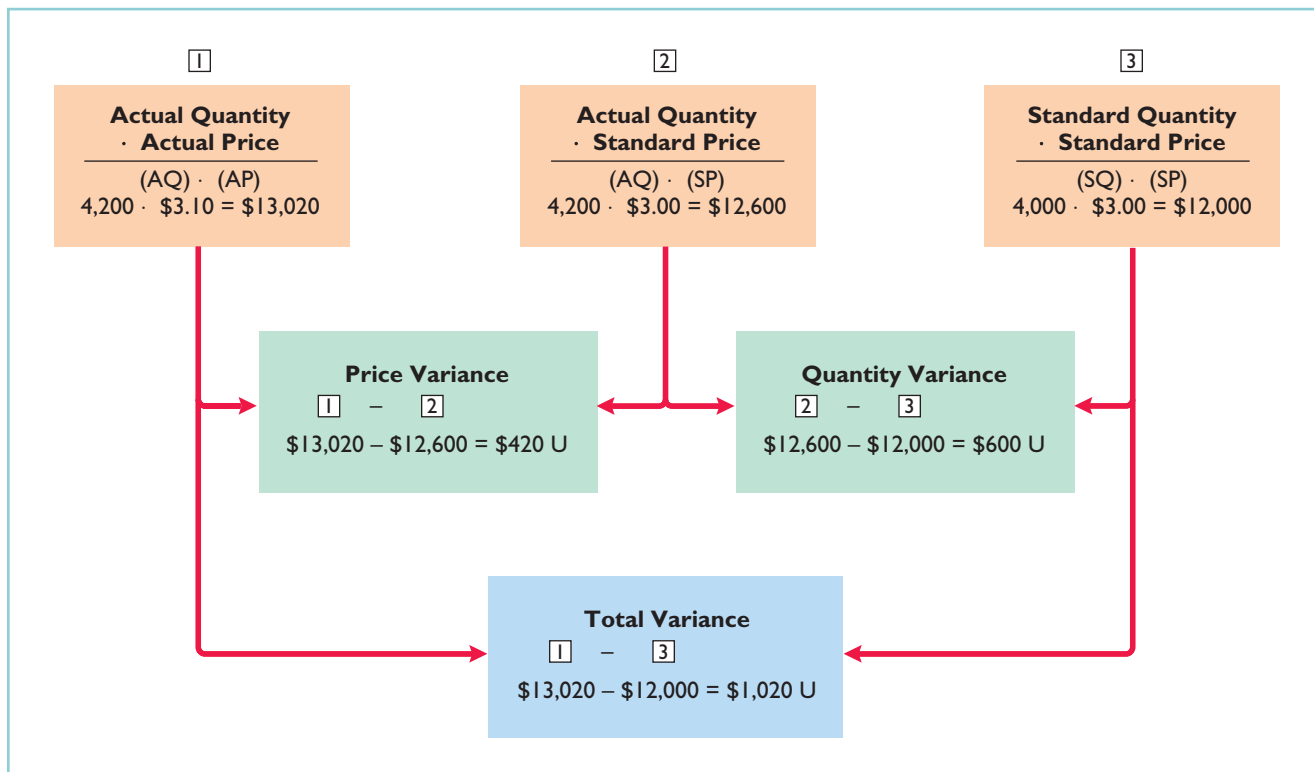 1
Actual Quantity
· Actual Price
(AQ) · (AP)
4,200 · $3.10 = $13,020
2
Actual Quantity
· Standard Price
(AQ) · (SP)
4,200 · $3.00 = $12,600
3
Standard Quantity
· Standard Price
(SQ) · (SP)
4,000 · $3.00 = $12,000
Price Variance
1 – 2
$13,020 – $12,600 = $420 U
Quantity Variance
2 – 3
$12,600 – $12,000 = $600 U
Total Variance
1 – 3
$13,020 – $12,000 = $1,020 U